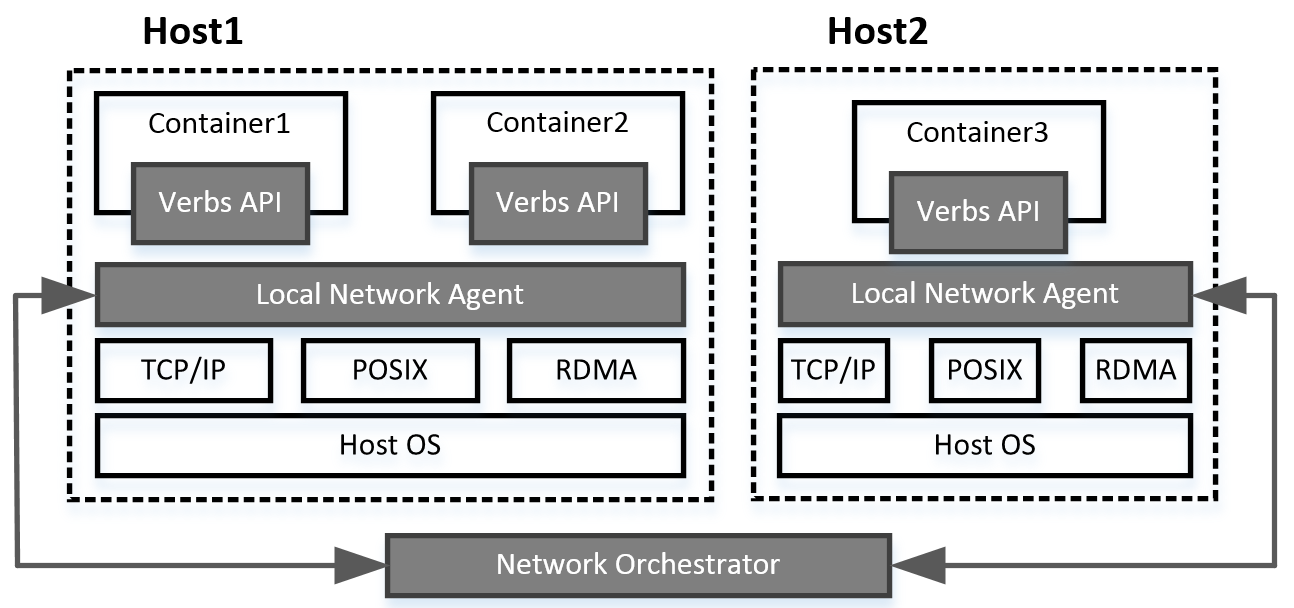 Host1
Host2
Container1
Container2
Container3
Verbs API
Verbs API
Verbs API
Local Network Agent
Local Network Agent
TCP/IP
POSIX
RDMA
TCP/IP
POSIX
RDMA
Host OS
Host OS
Network Orchestrator